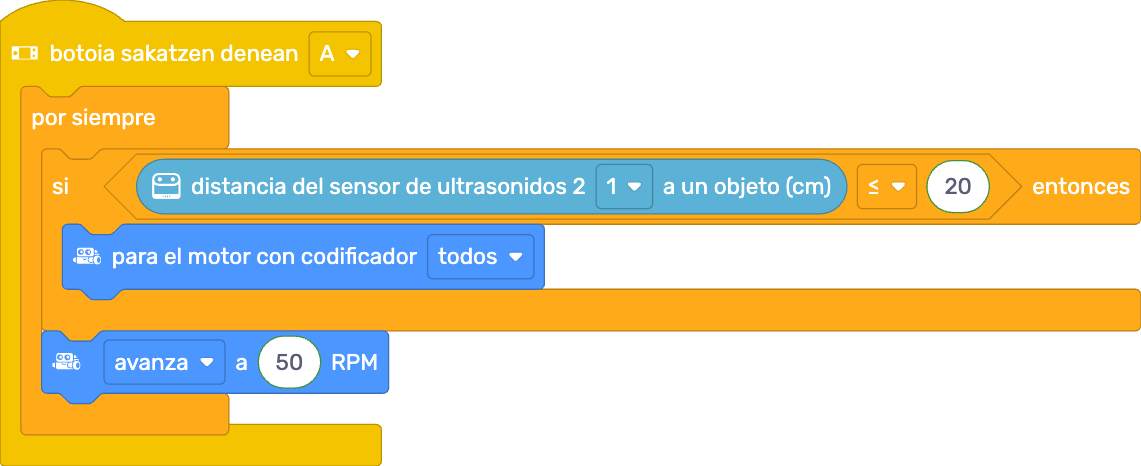 botoia sakatzen denean A
por siempre
si distancia del sensor de ultrasonidos 2 1 a un objeto (cm) ≤ 20 entonces
para el motor con codificador todos
avanza a 50 RPM